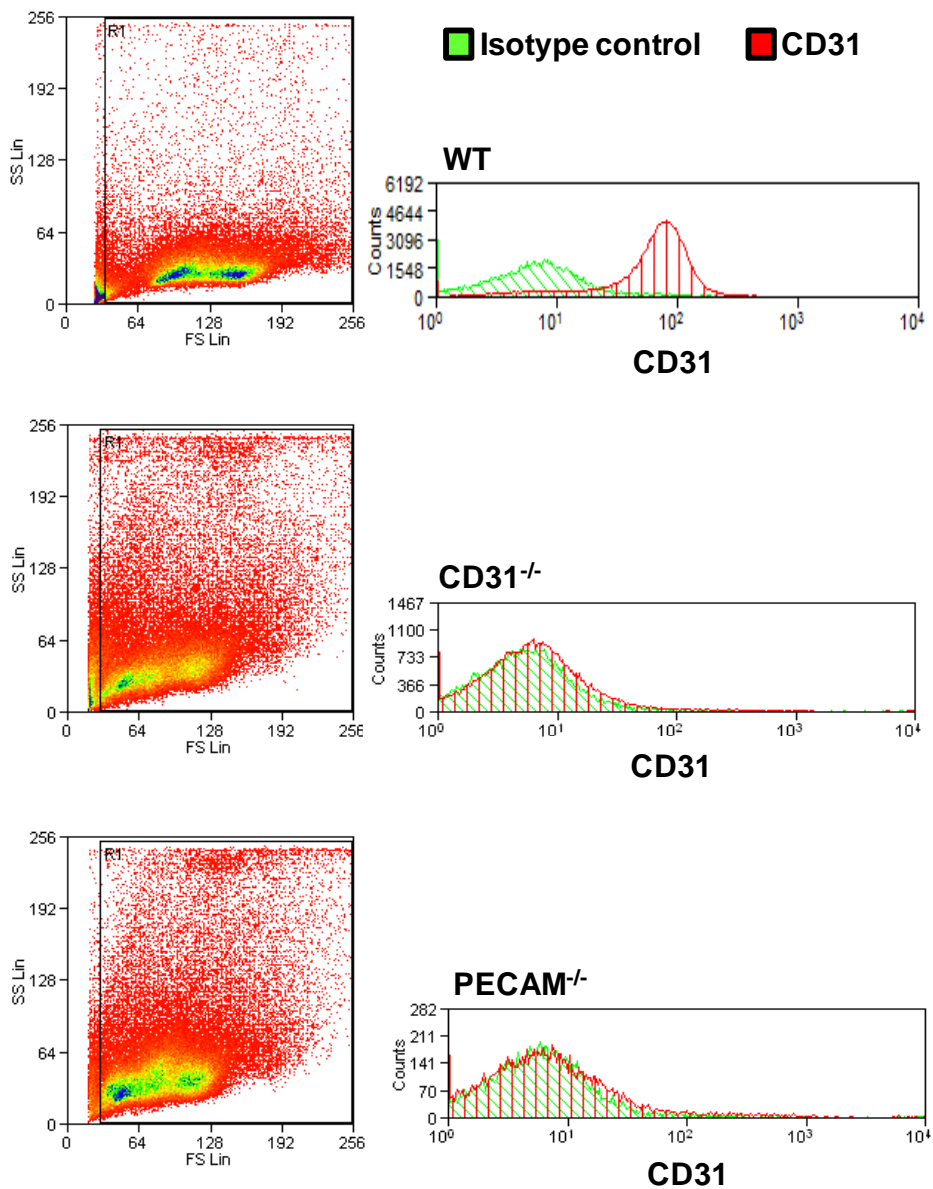 Isotype control CD31
256
192
128
64
0
SS Lin
R1
0 64 128 192 256
FS Lin
WT
6192
4644
3096
1548
0
Counts
10⁰ 10¹ 10² 10³ 10⁴
CD31
256
192
128
64
0
SS Lin
R1
0 64 128 192 256
FS Lin
CD31⁻/⁻
1467
1100
733
366
0
Counts
10⁰ 10¹ 10² 10³ 10⁴
CD31
256
192
128
64
0
SS Lin
R1
0 64 128 192 256
FS Lin
PECAM⁻/⁻
282
211
141
70
0
Counts
10⁰ 10¹ 10² 10³ 10⁴
CD31